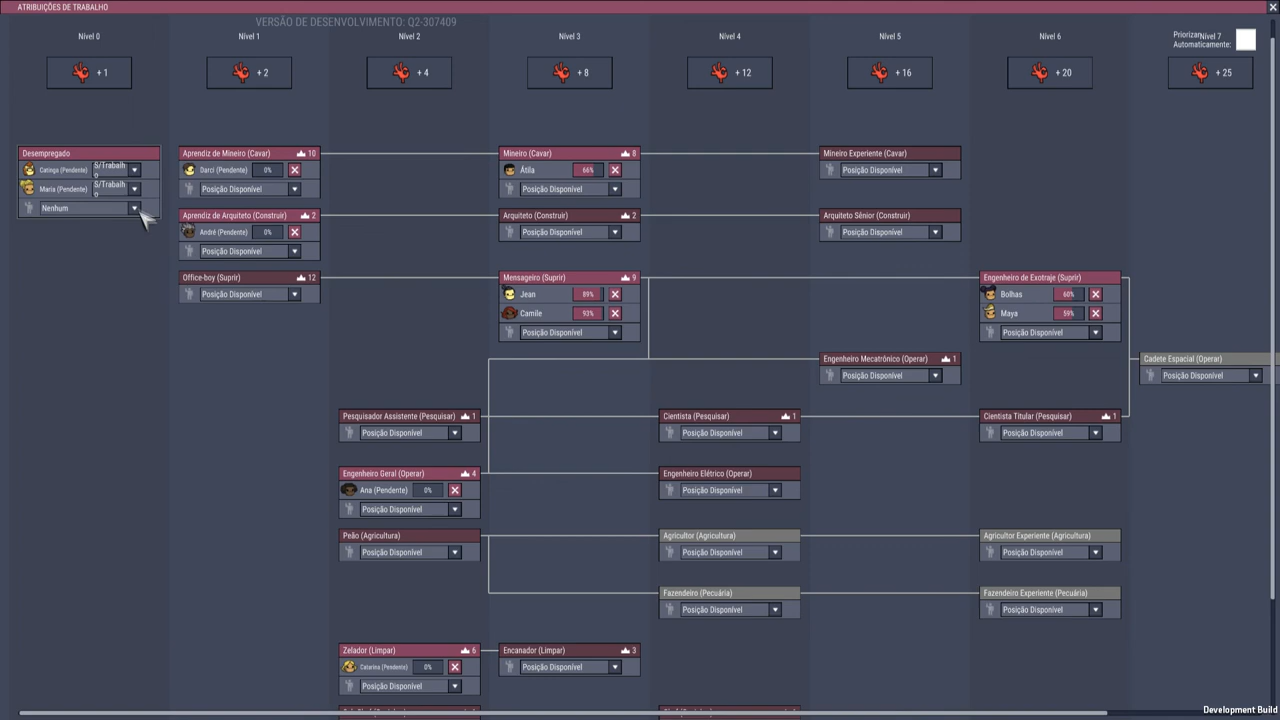 ATRIBUIÇÕES DE TRABALHO
VERSÃO DE DESENVOLVIMENTO: Q2-307409
Nível 0
Nível 1
Nível 2
Nível 3
Nível 4
Nível 5
Nível 6
Nível 7
Priorizar
Automaticamente:
+ 1
+ 2
+ 4
+ 8
+ 12
+ 16
+ 20
+ 25
Desempregado
Catinga (Pendente) S/Trabalho
Maria (Pendente) S/Trabalho
Nenhum
Aprendiz de Mineiro (Cavar) 10
Darci (Pendente) 0%
Posição Disponível
Mineiro (Cavar) 8
Átila 66%
Posição Disponível
Mineiro Experiente (Cavar)
Posição Disponível
Aprendiz de Arquiteto (Construir) 2
André (Pendente) 0%
Posição Disponível
Arquiteto (Construir) 2
Posição Disponível
Arquiteto Sênior (Construir)
Posição Disponível
Office-boy (Suprir) 12
Posição Disponível
Mensageiro (Suprir) 9
Jean 89%
Camile 93%
Posição Disponível
Engenheiro de Exotraje (Suprir)
Bolhas 60%
Maya 59%
Posição Disponível
Engenheiro Mecatrônico (Operar) 1
Posição Disponível
Cadete Espacial (Operar)
Posição Disponível
Pesquisador Assistente (Pesquisar) 1
Posição Disponível
Cientista (Pesquisar) 1
Posição Disponível
Cientista Titular (Pesquisar) 1
Posição Disponível
Engenheiro Geral (Operar) 4
Ana (Pendente) 0%
Posição Disponível
Engenheiro Elétrico (Operar)
Posição Disponível
Peão (Agricultura)
Posição Disponível
Agricultor (Agricultura)
Posição Disponível
Agricultor Experiente (Agricultura)
Posição Disponível
Fazendeiro (Pecuária)
Posição Disponível
Fazendeiro Experiente (Pecuária)
Posição Disponível
Zelador (Limpar) 6
Catarina (Pendente) 0%
Posição Disponível
Encanador (Limpar) 3
Posição Disponível
Development Build